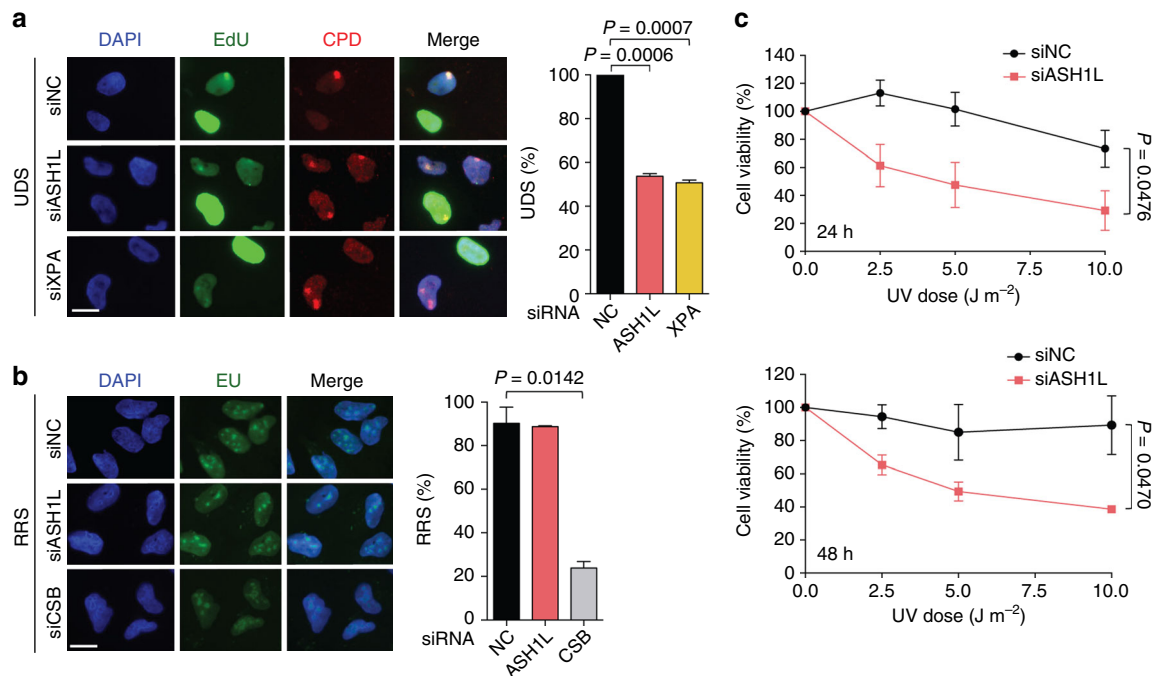 a
DAPI EdU CPD Merge
UDS
siNC
siASH1L
siXPA
P = 0.0007
P = 0.0006
UDS (%)
100
80
60
40
20
0
siRNA
NC
ASH1L
XPA
b
DAPI EU Merge
RRS
siNC
siASH1L
siCSB
P = 0.0142
RRS (%)
100
80
60
40
20
0
siRNA
NC
ASH1L
CSB
c
siNC
siASH1L
Cell viability (%)
140
120
100
80
60
40
20
0
24 h
P = 0.0476
0.0 2.5 5.0 7.5 10.0
UV dose (J m⁻²)
siNC
siASH1L
Cell viability (%)
120
100
80
60
40
20
0
48 h
P = 0.0470
0.0 2.5 5.0 7.5 10.0
UV dose (J m⁻²)